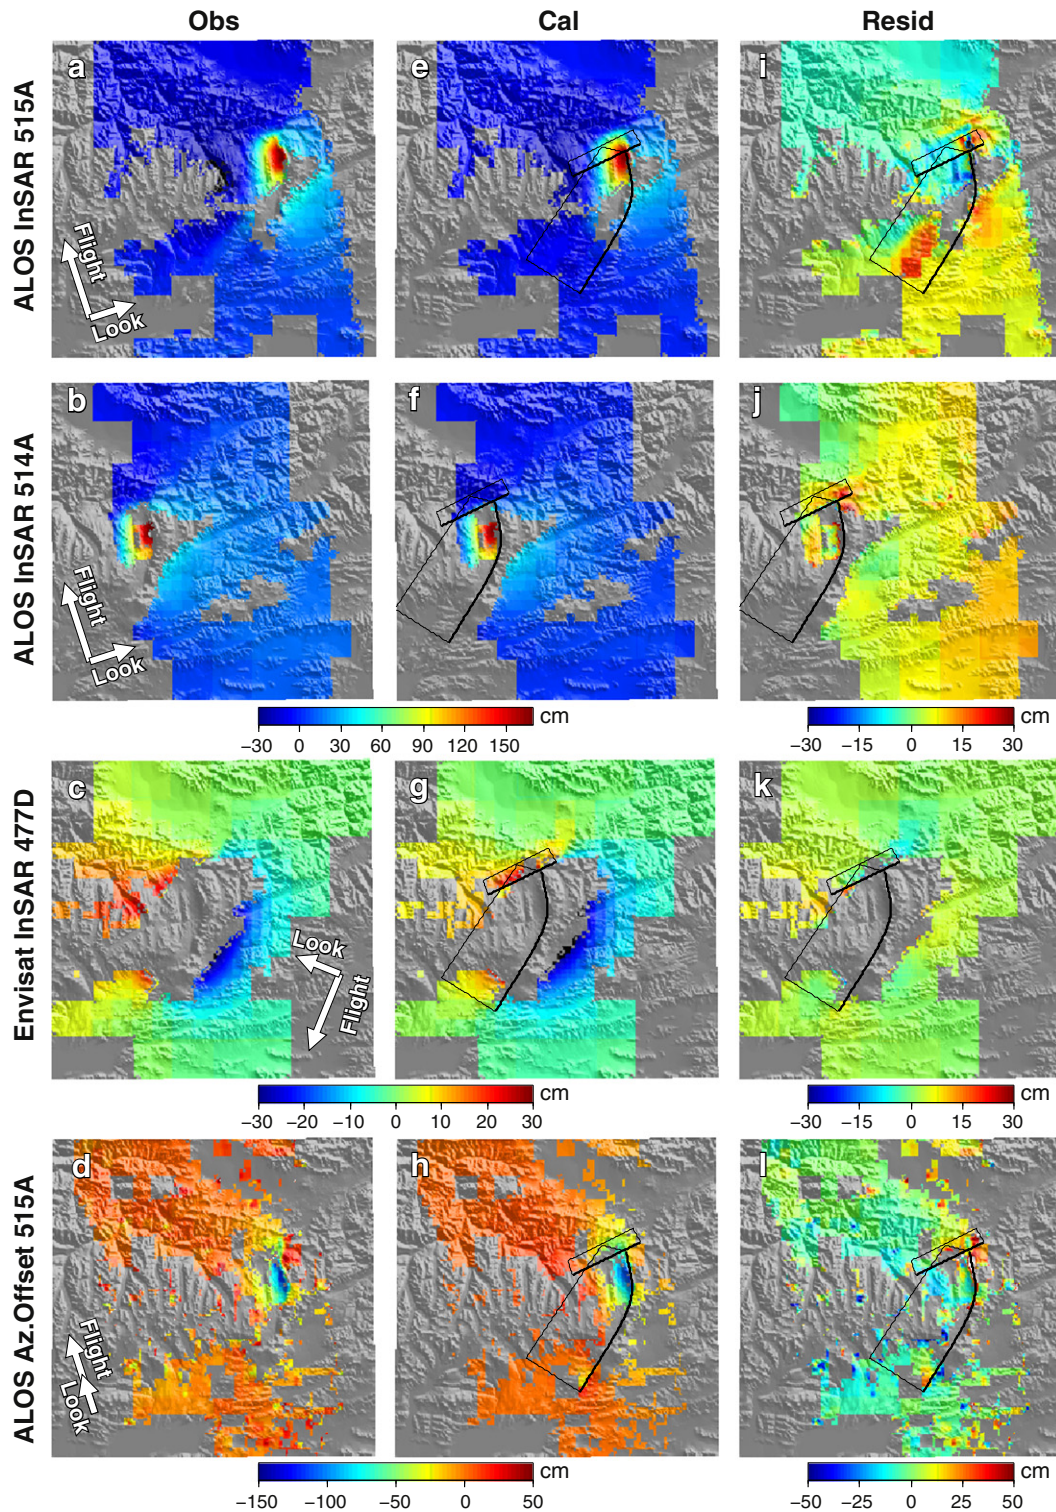 Obs Cal Resid
ALOS InSAR 515A
a e i
Flight
Look
ALOS InSAR 514A
b f j
Flight
Look
−30 0 30 60 90 120 150 cm
−30 −15 0 15 30 cm
Envisat InSAR 477D
c g k
Look
Flight
−30 −20 −10 0 10 20 30 cm
−30 −15 0 15 30 cm
ALOS Az.Offset 515A
d h l
Flight
Look
−150 −100 −50 0 50 cm
−50 −25 0 25 50 cm